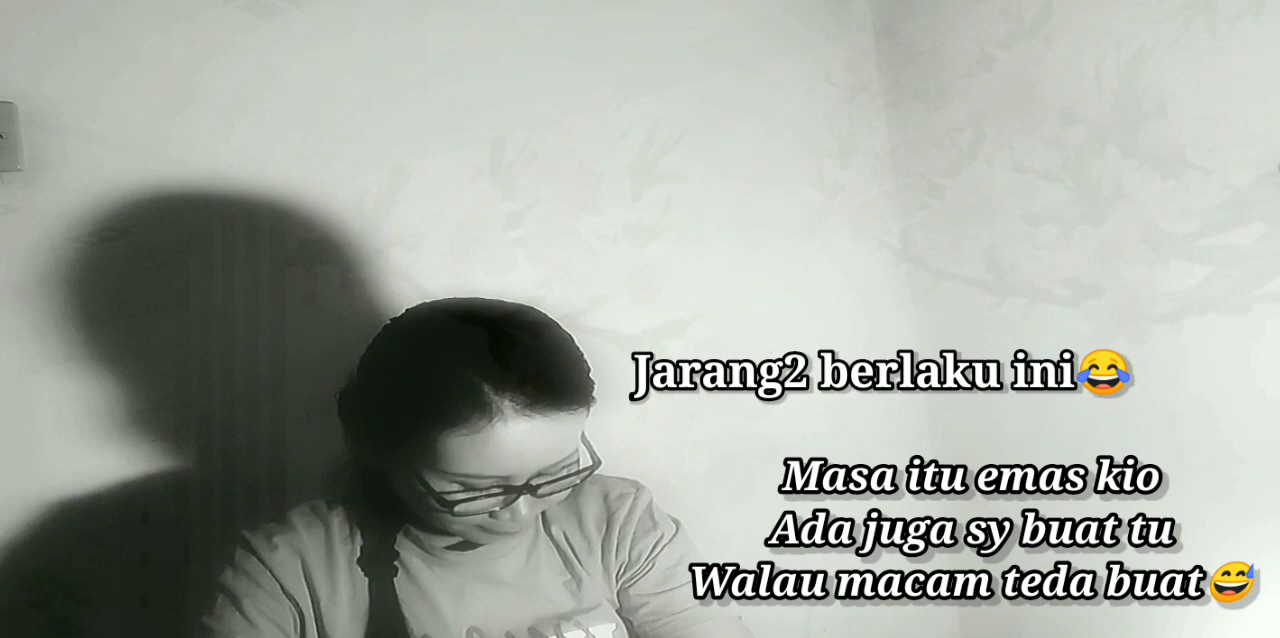 Jarang2 berlaku ini😂
Masa itu emas kio
Ada juga sy buat tu
Walau macam teda buat😅